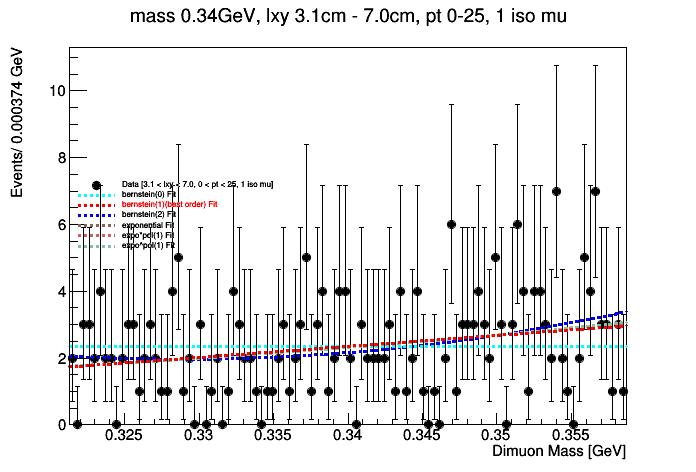 mass 0.34GeV, lxy 3.1cm - 7.0cm, pt 0-25, 1 iso mu
Events/ 0.000374 GeV
10
8
6
4
2
0
Data [3.1 < lxy < 7.0, 0 < pt < 25, 1 iso mu]
bernstein(0) Fit
bernstein(1)(best order) Fit
bernstein(2) Fit
exponential Fit
expo*pol(1) Fit
expo^pol(1) Fit
0.325 0.33 0.335 0.34 0.345 0.35 0.355
Dimuon Mass [GeV]